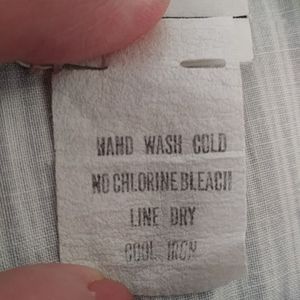 HAND WASH COLD
NO CHLORINE BLEACH
LINE DRY
COOL IRON